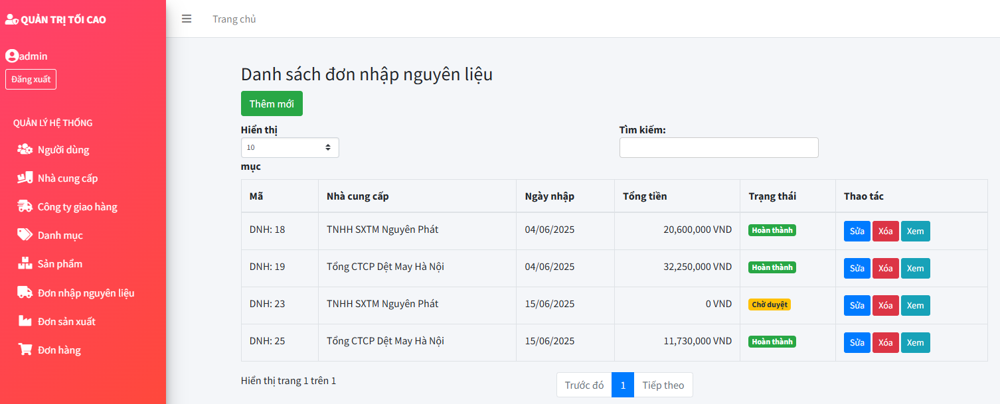 QUẢN TRỊ TỐI CAO
Trang chủ
admin
Đăng xuất
QUẢN LÝ HỆ THỐNG
Người dùng
Nhà cung cấp
Công ty giao hàng
Danh mục
Sản phẩm
Đơn nhập nguyên liệu
Đơn sản xuất
Đơn hàng
Danh sách đơn nhập nguyên liệu
Thêm mới
Hiển thị
10
mục
Tìm kiếm:
Mã Nhà cung cấp Ngày nhập Tổng tiền Trạng thái Thao tác
DNH: 18 TNHH SXTM Nguyên Phát 04/06/2025 20,600,000 VND Hoàn thành Sửa Xóa Xem
DNH: 19 Tổng CTCP Dệt May Hà Nội 04/06/2025 32,250,000 VND Hoàn thành Sửa Xóa Xem
DNH: 23 TNHH SXTM Nguyên Phát 15/06/2025 0 VND Chờ duyệt Sửa Xóa Xem
DNH: 25 Tổng CTCP Dệt May Hà Nội 15/06/2025 11,730,000 VND Hoàn thành Sửa Xóa Xem
Hiển thị trang 1 trên 1
Trước đó 1 Tiếp theo